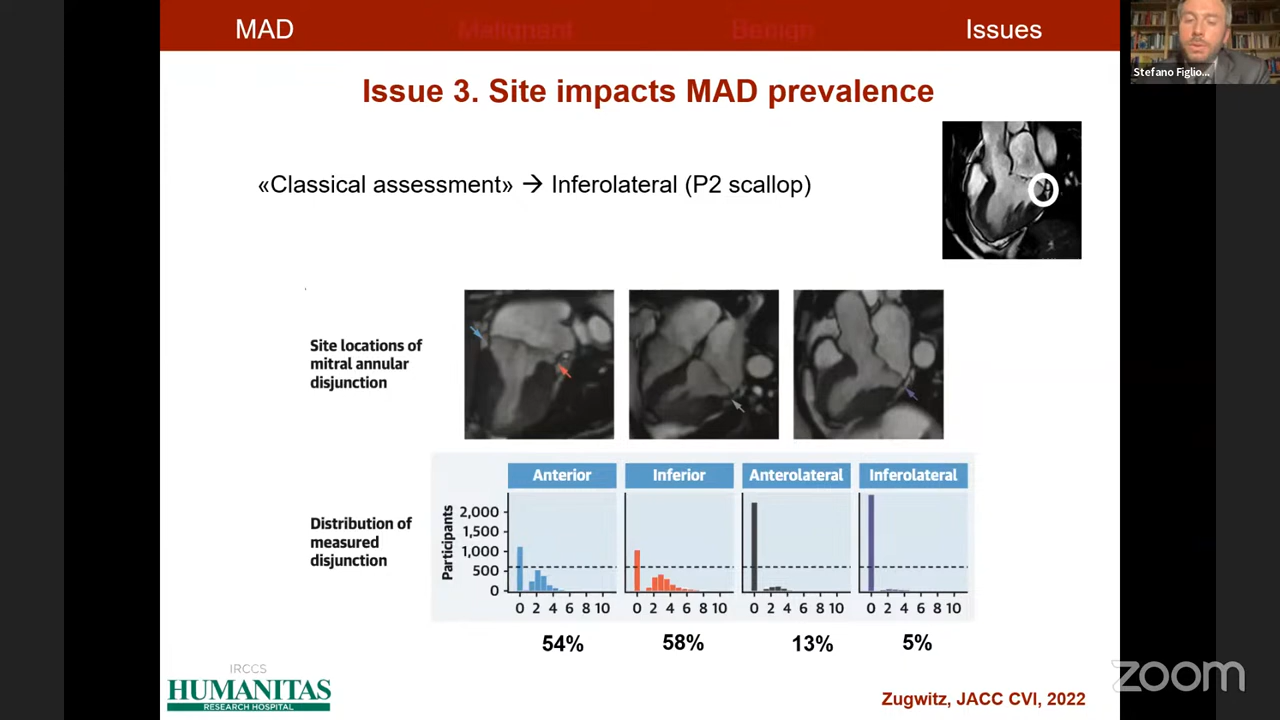 MAD
Malignant
Benign
Issues
Stefano Figlio...
Issue 3. Site impacts MAD prevalence
«Classical assessment» → Inferolateral (P2 scallop)
Site locations of
mitral annular
disjunction
Anterior
Inferior
Anterolateral
Inferolateral
Distribution of
measured
disjunction
Participants
2,000
1,500
1,000
500
0
0 2 4 6 8 10
0 2 4 6 8 10
0 2 4 6 8 10
0 2 4 6 8 10
54%
58%
13%
5%
IRCCS
HUMANITAS
RESEARCH HOSPITAL
Zugwitz, JACC CVI, 2022
zoom